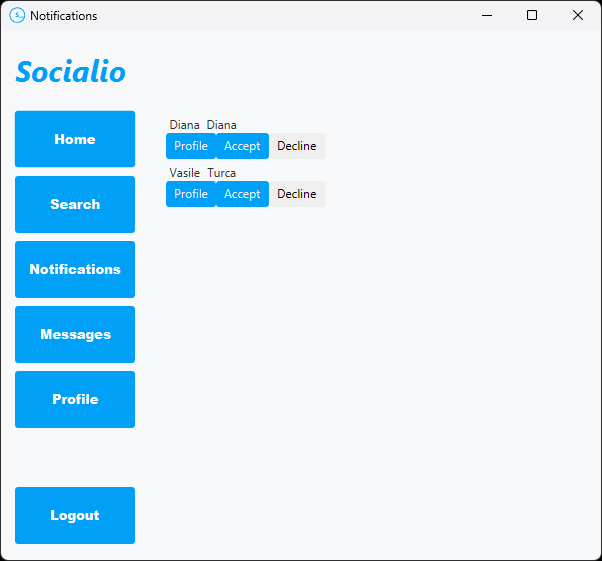 Notifications
Socialio
Home
Search
Notifications
Messages
Profile
Logout
Diana Diana
Profile Accept Decline
Vasile Turca
Profile Accept Decline